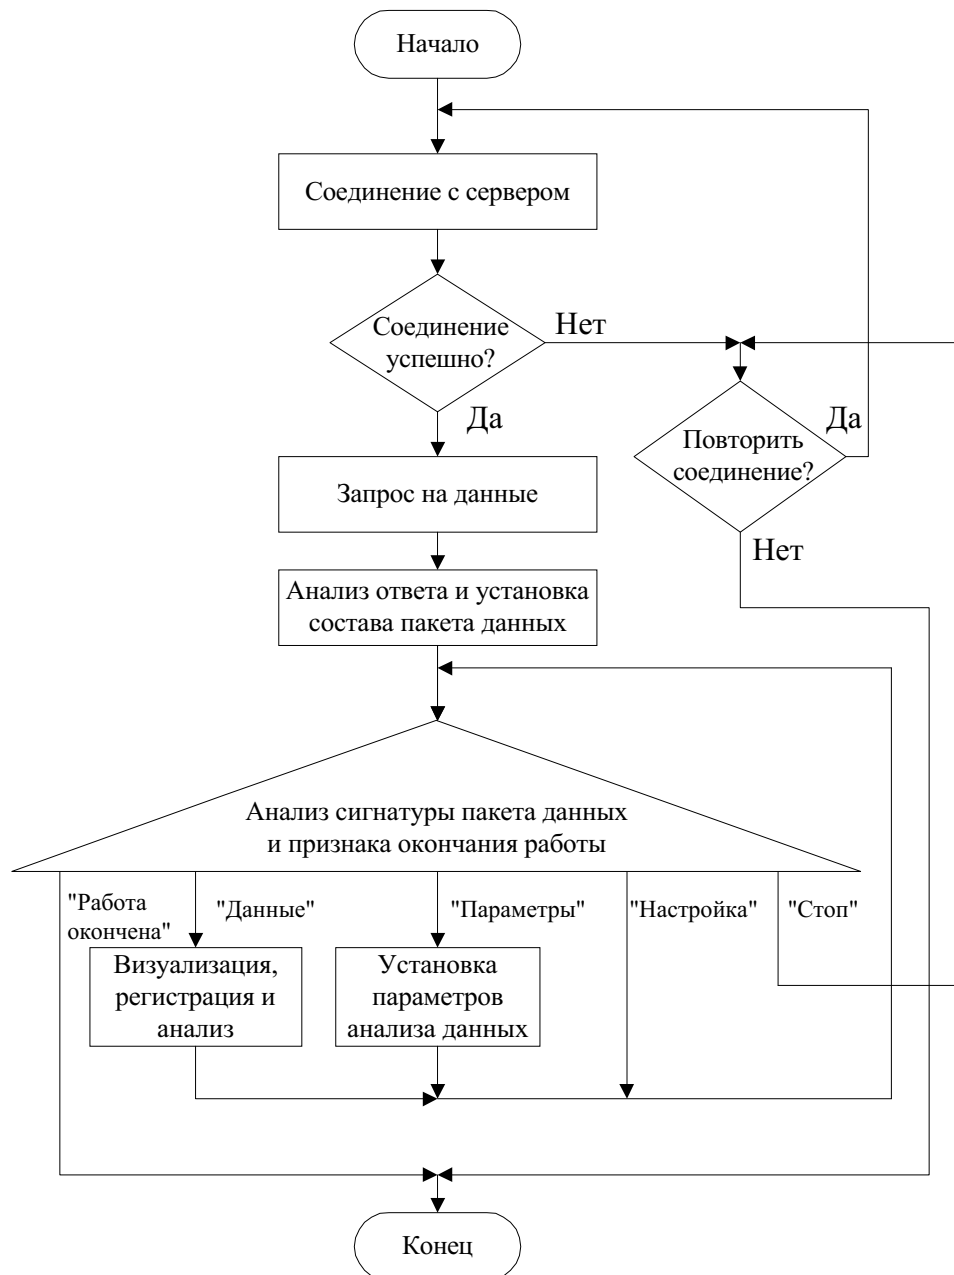 Начало
Соединение с сервером
Соединение
успешно?
Нет
Да
Повторить
соединение?
Да
Нет
Запрос на данные
Анализ ответа и установка
состава пакета данных
Анализ сигнатуры пакета данных
и признака окончания работы
"Работа
окончена"
"Данные"
"Параметры"
"Настройка"
"Стоп"
Визуализация,
регистрация и
анализ
Установка
параметров
анализа данных
Конец